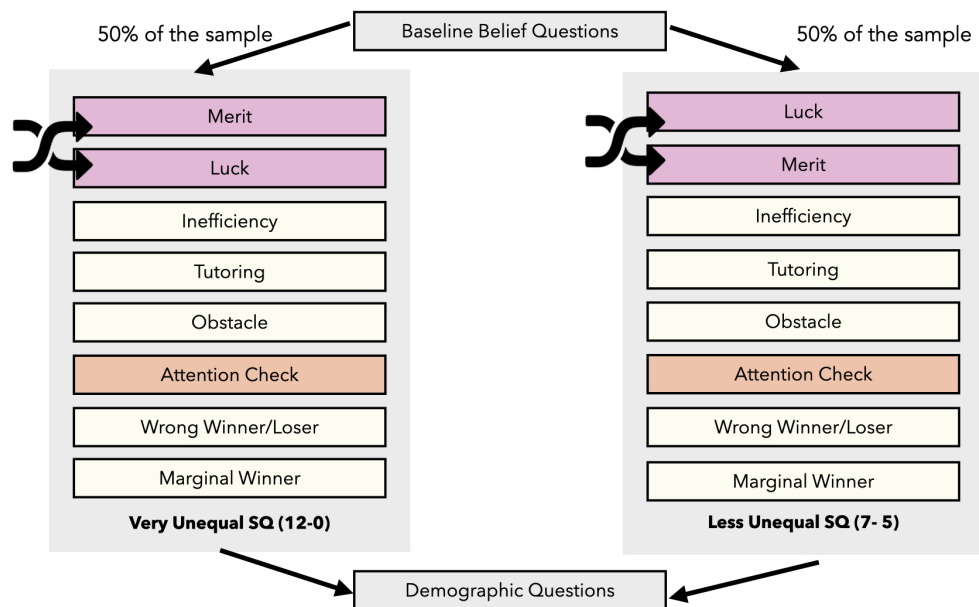 Baseline Belief Questions
50% of the sample
50% of the sample
Merit
Luck
Inefficiency
Tutoring
Obstacle
Attention Check
Wrong Winner/Loser
Marginal Winner
Very Unequal SQ (12-0)
Luck
Merit
Inefficiency
Tutoring
Obstacle
Attention Check
Wrong Winner/Loser
Marginal Winner
Less Unequal SQ (7- 5)
Demographic Questions